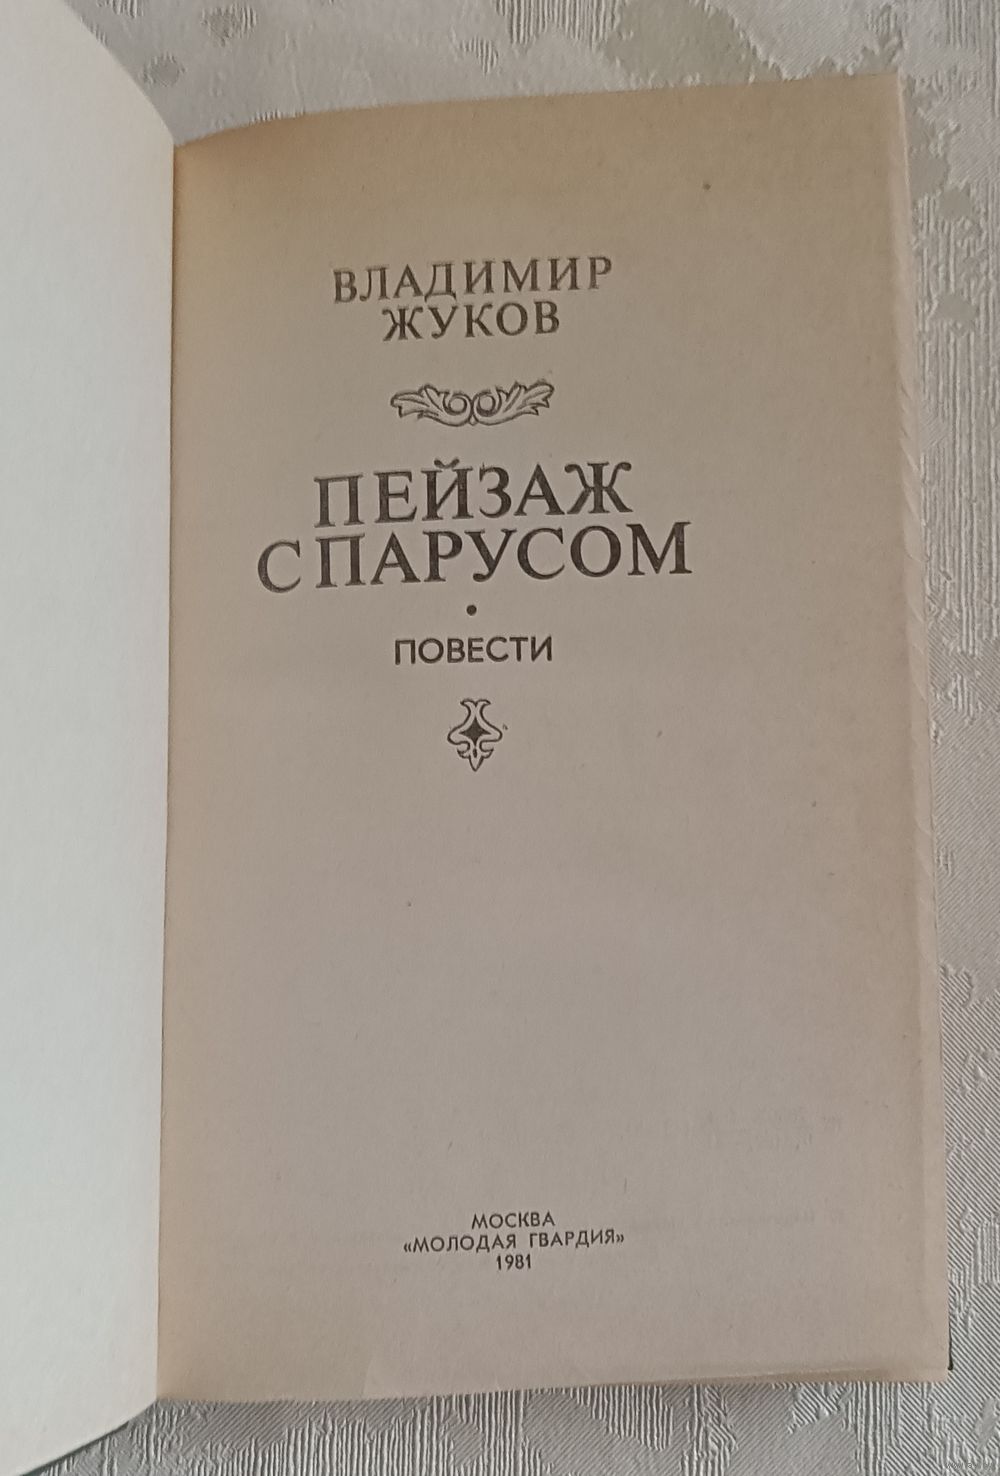 ВЛАДИМИР
ЖУКОВ
ПЕЙЗАЖ
С ПАРУСОМ
•
ПОВЕСТИ
МОСКВА
«МОЛОДАЯ ГВАРДИЯ»
1981